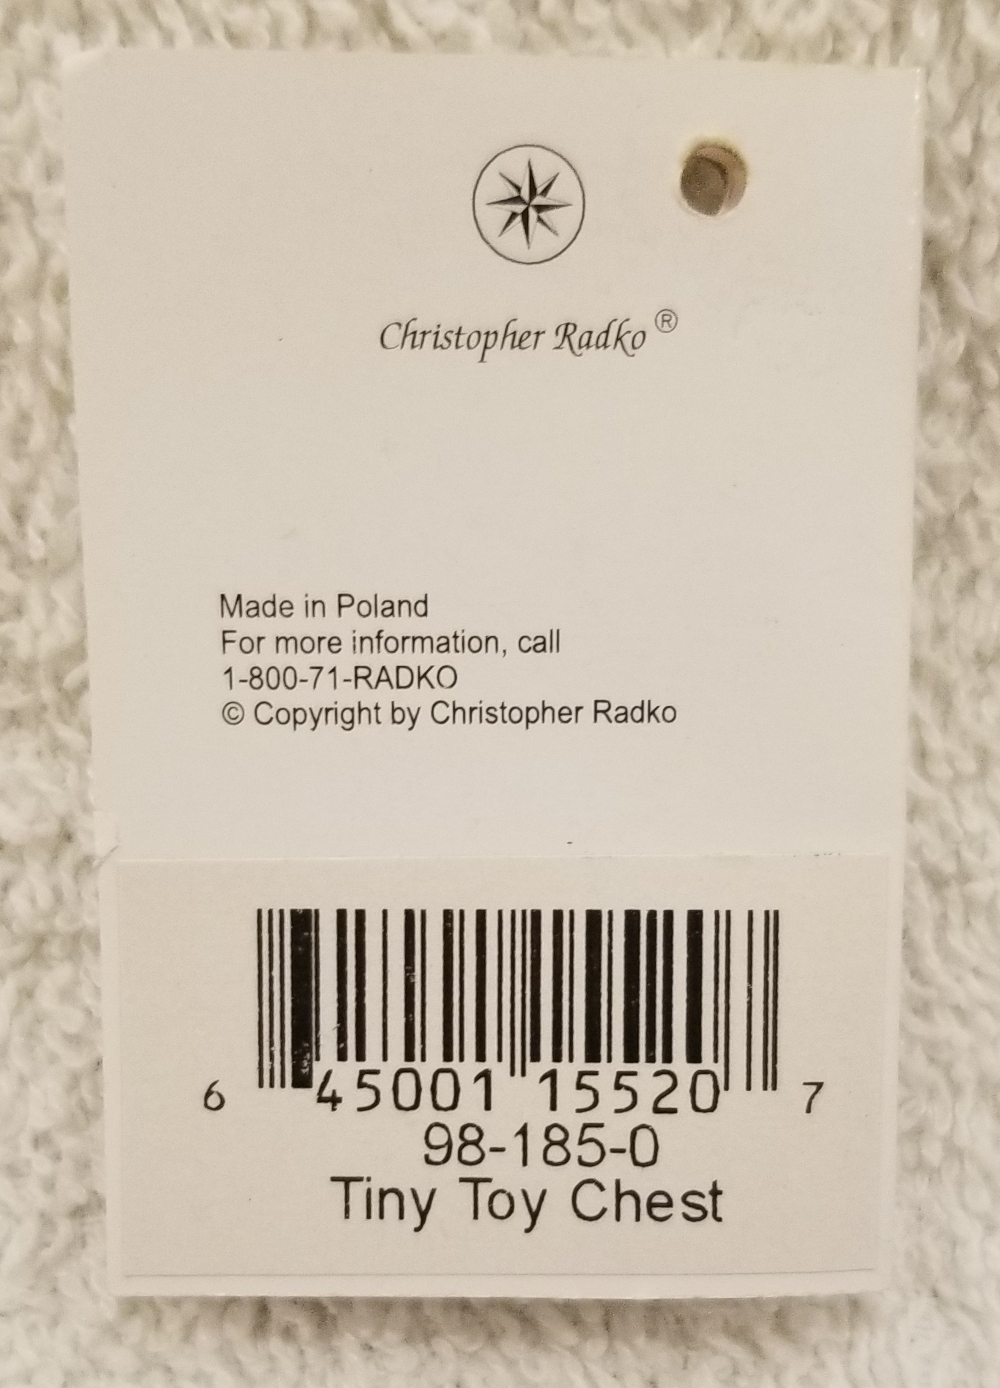 Christopher Radko ®
Made in Poland
For more information, call
1-800-71-RADKO
© Copyright by Christopher Radko
6 45001 15520 7
98-185-0
Tiny Toy Chest